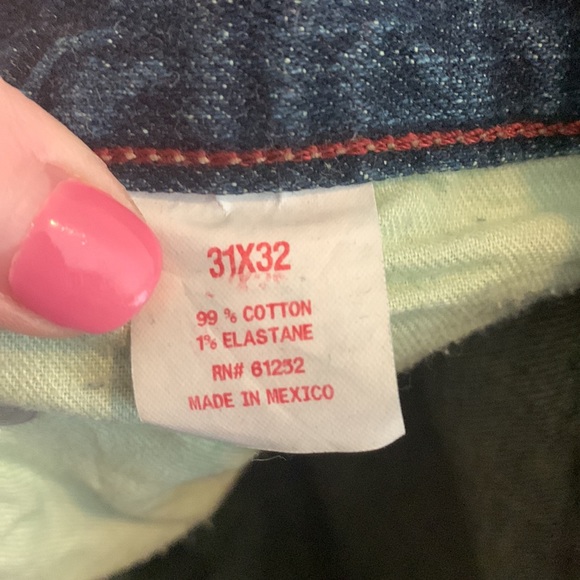 31X32
99 % COTTON
1% ELASTANE
RN# 61252
MADE IN MEXICO